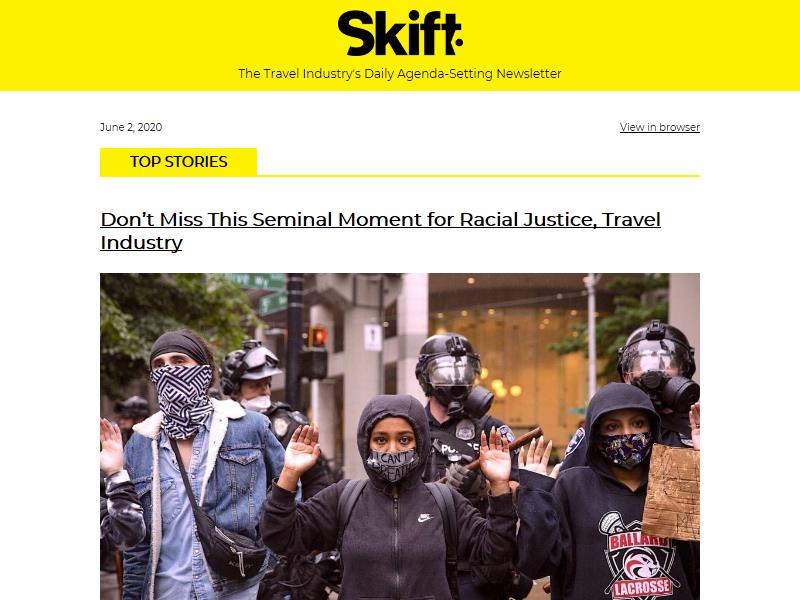 Skift
The Travel Industry's Daily Agenda-Setting Newsletter
June 2, 2020
View in browser
TOP STORIES
Don’t Miss This Seminal Moment for Racial Justice, Travel
Industry
I CAN'T
BREATHE
BALLARD
LACROSSE